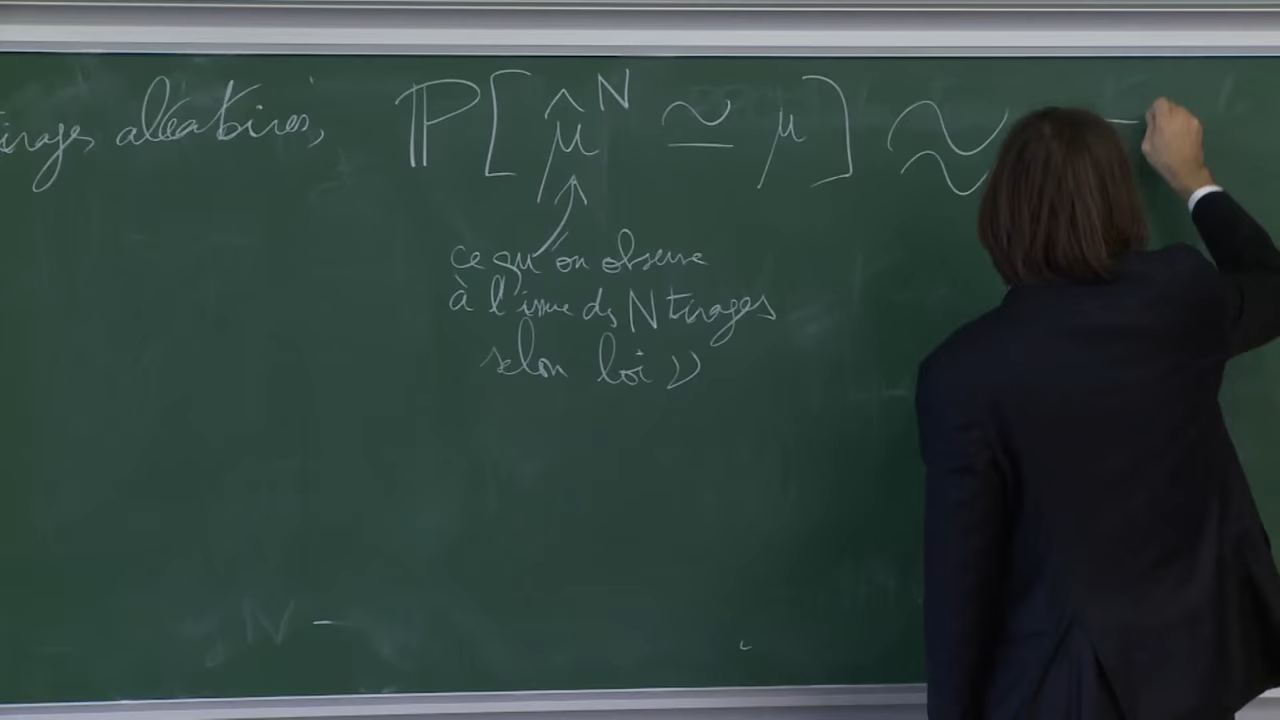 tirages aléatoires, ℙ[μ̂^N ≃ μ] ≈ —
ce qu'on observe
à l'issue des N tirages
selon loi ν
N –